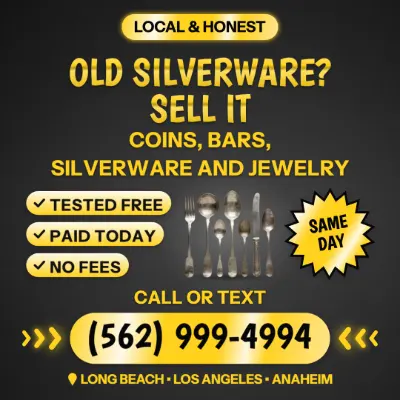 LOCAL & HONEST
OLD SILVERWARE?
SELL IT
COINS, BARS,
SILVERWARE AND JEWELRY
✓ TESTED FREE
✓ PAID TODAY
✓ NO FEES
SAME
DAY
CALL OR TEXT
(562) 999-4994
LONG BEACH • LOS ANGELES • ANAHEIM